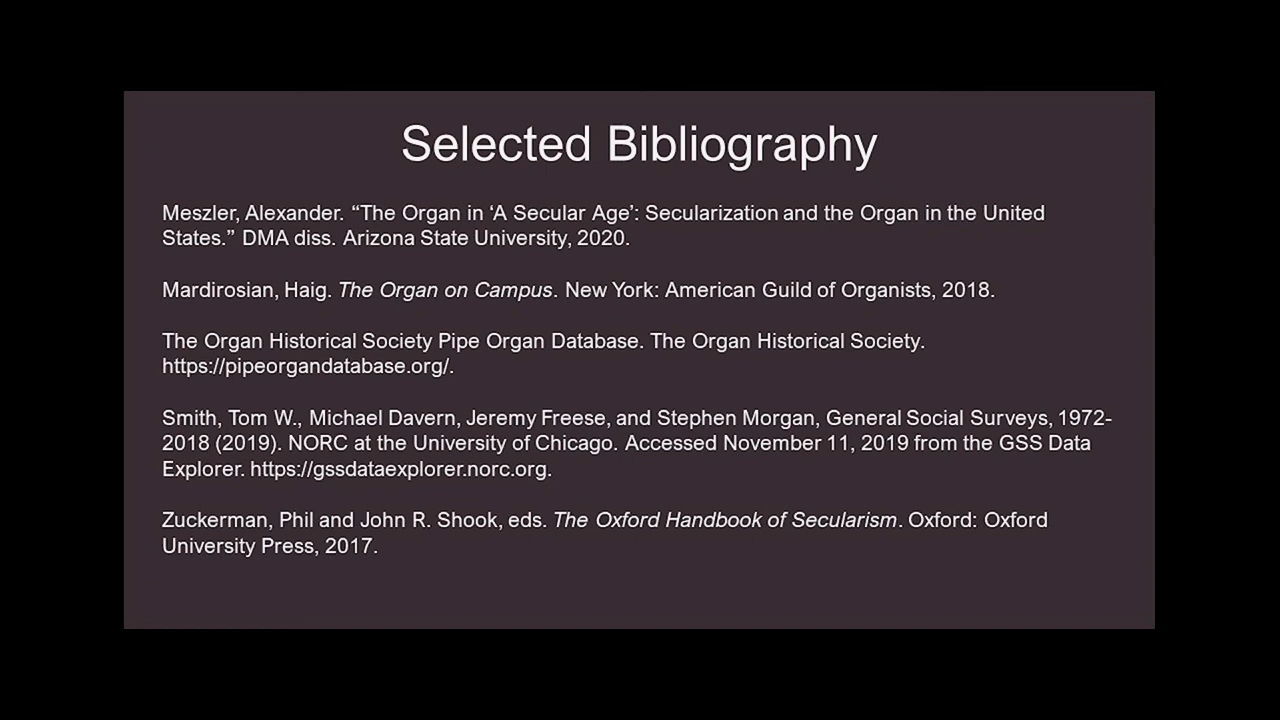 Selected Bibliography
Meszler, Alexander. “The Organ in ‘A Secular Age’: Secularization and the Organ in the United
States.” DMA diss. Arizona State University, 2020.
Mardirosian, Haig. The Organ on Campus. New York: American Guild of Organists, 2018.
The Organ Historical Society Pipe Organ Database. The Organ Historical Society.
https://pipeorgandatabase.org/.
Smith, Tom W., Michael Davern, Jeremy Freese, and Stephen Morgan, General Social Surveys, 1972-
2018 (2019). NORC at the University of Chicago. Accessed November 11, 2019 from the GSS Data
Explorer. https://gssdataexplorer.norc.org.
Zuckerman, Phil and John R. Shook, eds. The Oxford Handbook of Secularism. Oxford: Oxford
University Press, 2017.